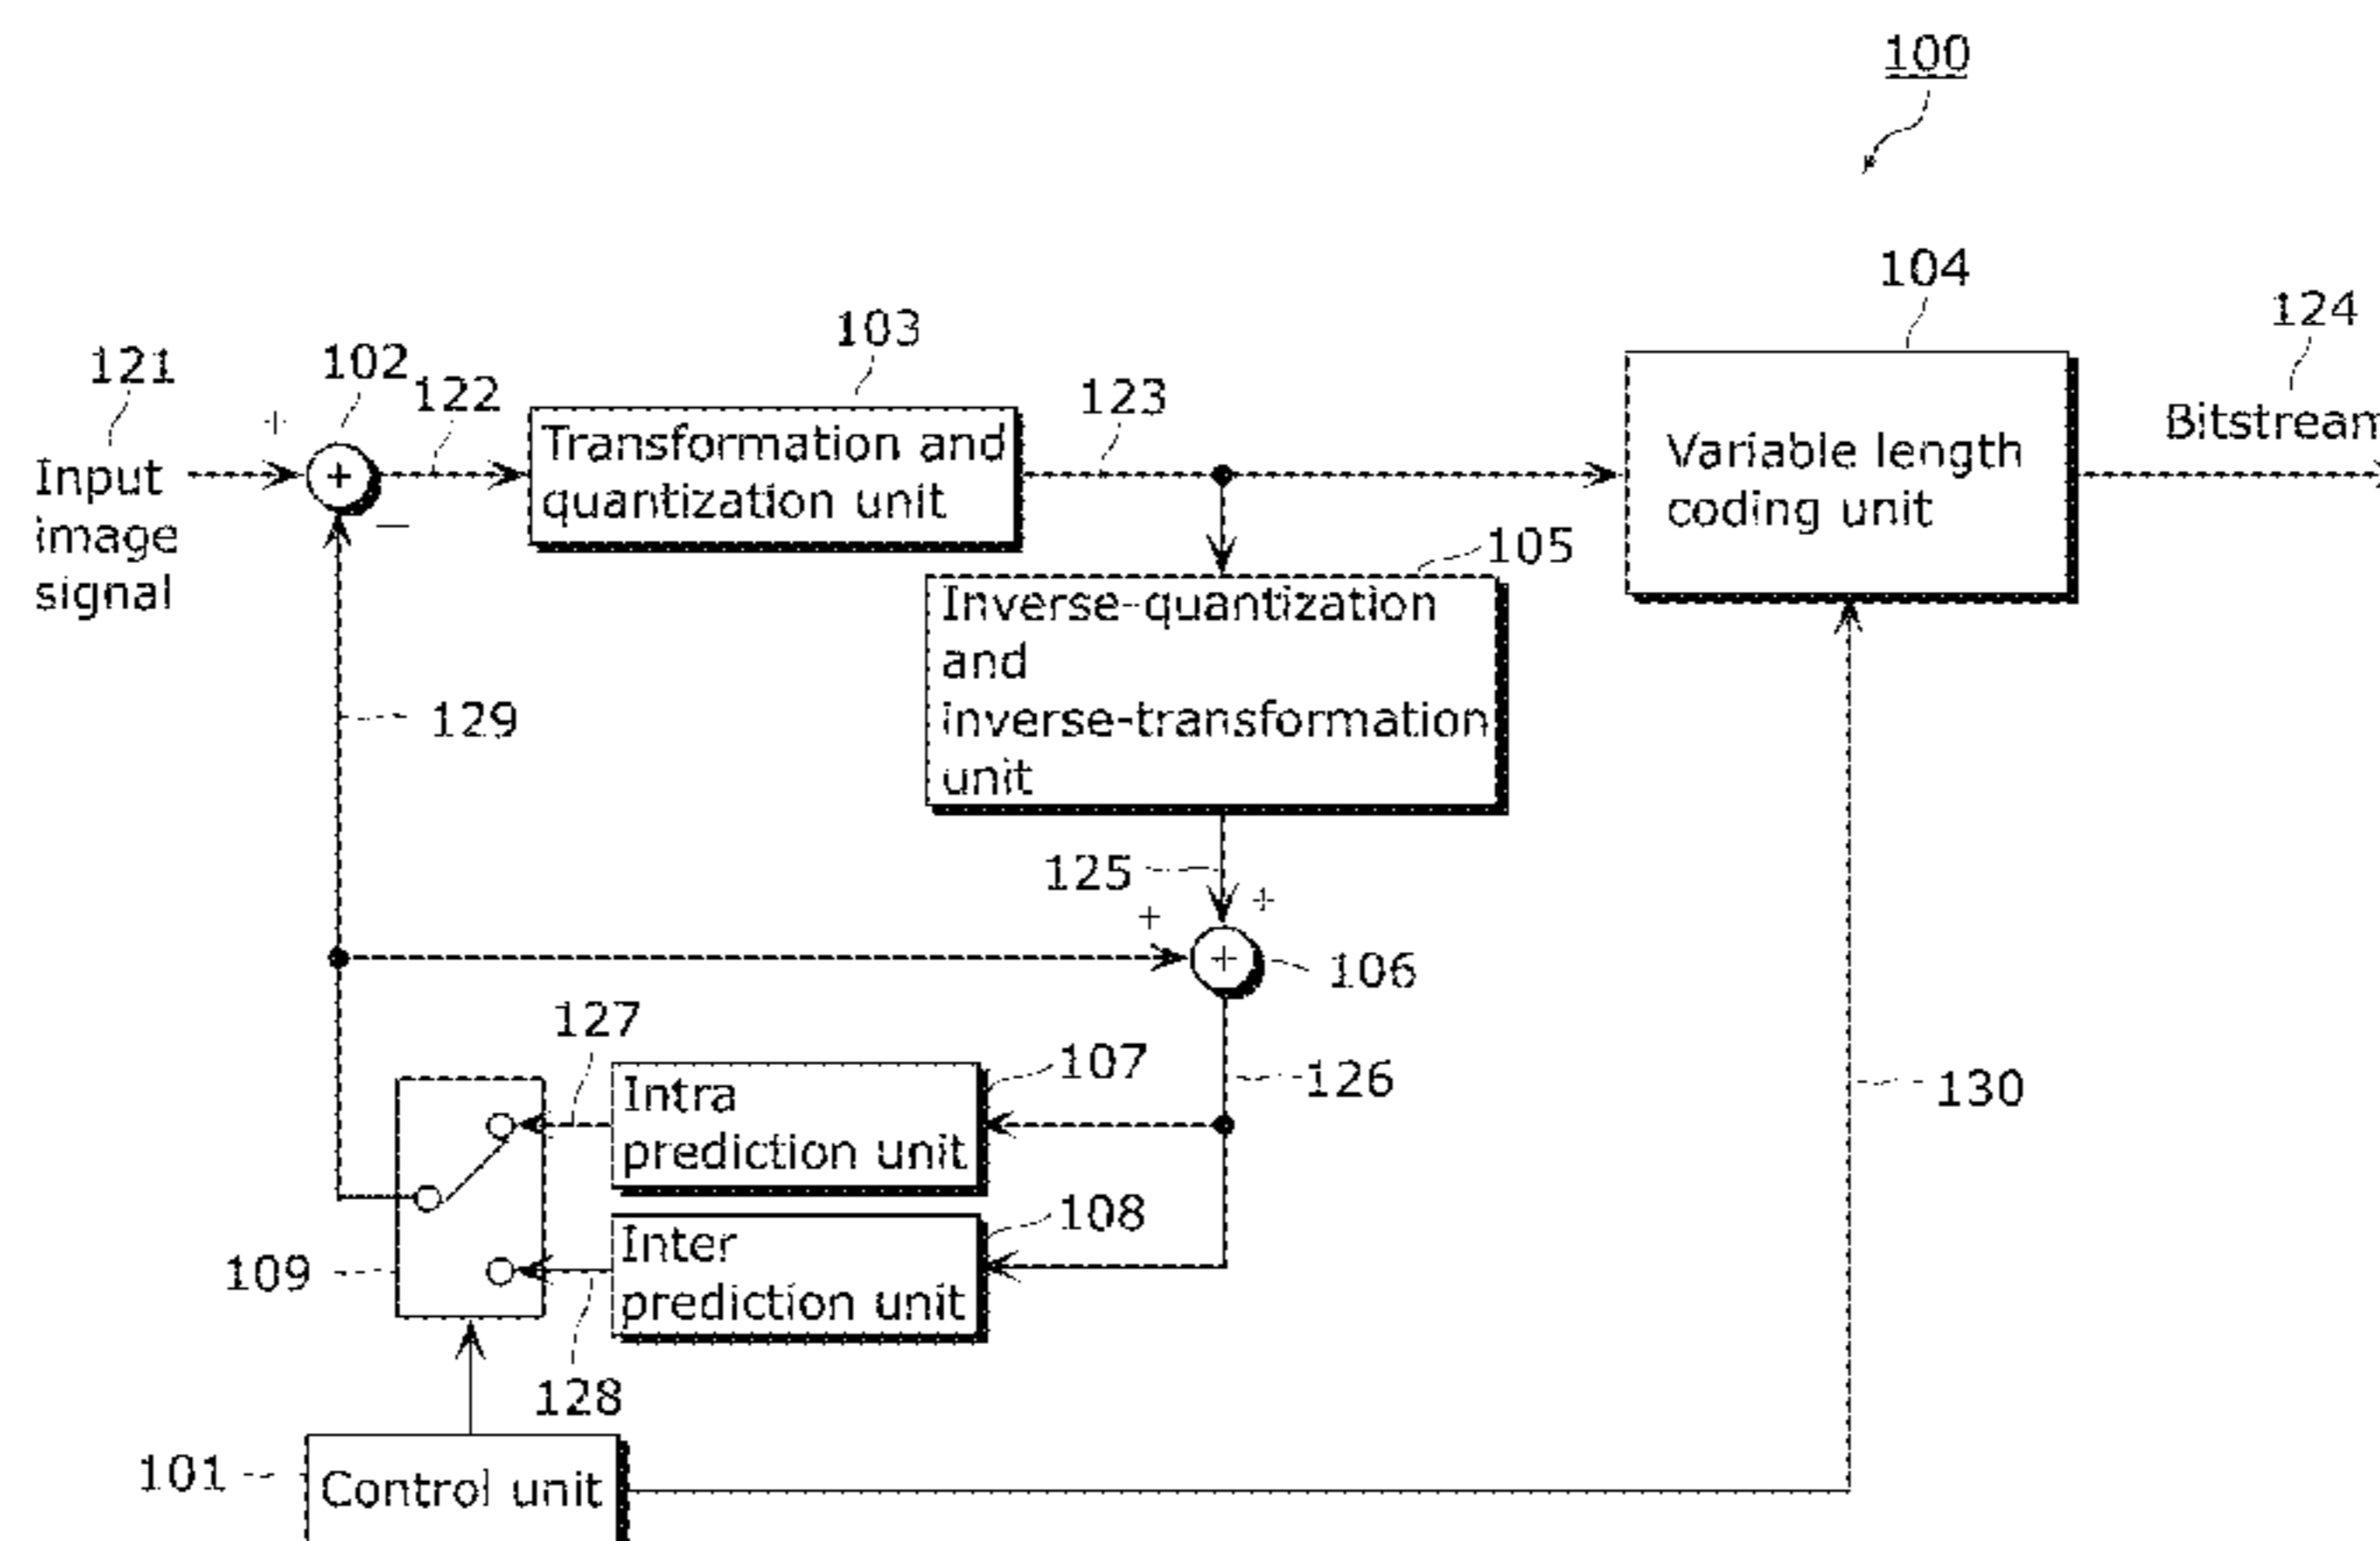 100
104
124
103
121
102
122
123
Bitstream
+
Transformation and
quantization unit
Variable length
coding unit
Input
image
signal
+
−
105
Inverse-quantization
and
inverse-transformation
unit
129
125
+
+
+
106
127
107
126
130
Intra
prediction unit
108
109
Inter
prediction unit
128
101
Control unit